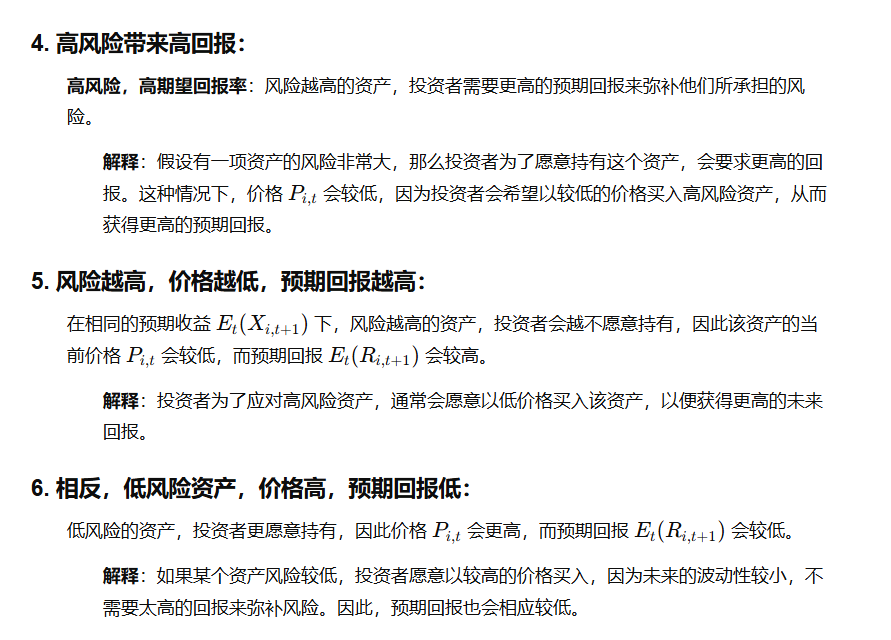 4. 高风险带来高回报：
高风险，高期望回报率：风险越高的资产，投资者需要更高的预期回报来弥补他们所承担的风
险。
解释：假设有一项资产的风险非常大，那么投资者为了愿意持有这个资产，会要求更高的回
报。这种情况下，价格 P_{i,t} 会较低，因为投资者会希望以较低的价格买入高风险资产，从而
获得更高的预期回报。
5. 风险越高，价格越低，预期回报越高：
在相同的预期收益 E_t(X_{i,t+1}) 下，风险越高的资产，投资者会越不愿意持有，因此该资产的当
前价格 P_{i,t} 会较低，而预期回报 E_t(R_{i,t+1}) 会较高。
解释：投资者为了应对高风险资产，通常会愿意以低价格买入该资产，以便获得更高的未来
回报。
6. 相反，低风险资产，价格高，预期回报低：
低风险的资产，投资者更愿意持有，因此价格 P_{i,t} 会更高，而预期回报 E_t(R_{i,t+1}) 会较低。
解释：如果某个资产风险较低，投资者愿意以较高的价格买入，因为未来的波动性较小，不
需要太高的回报来弥补风险。因此，预期回报也会相应较低。